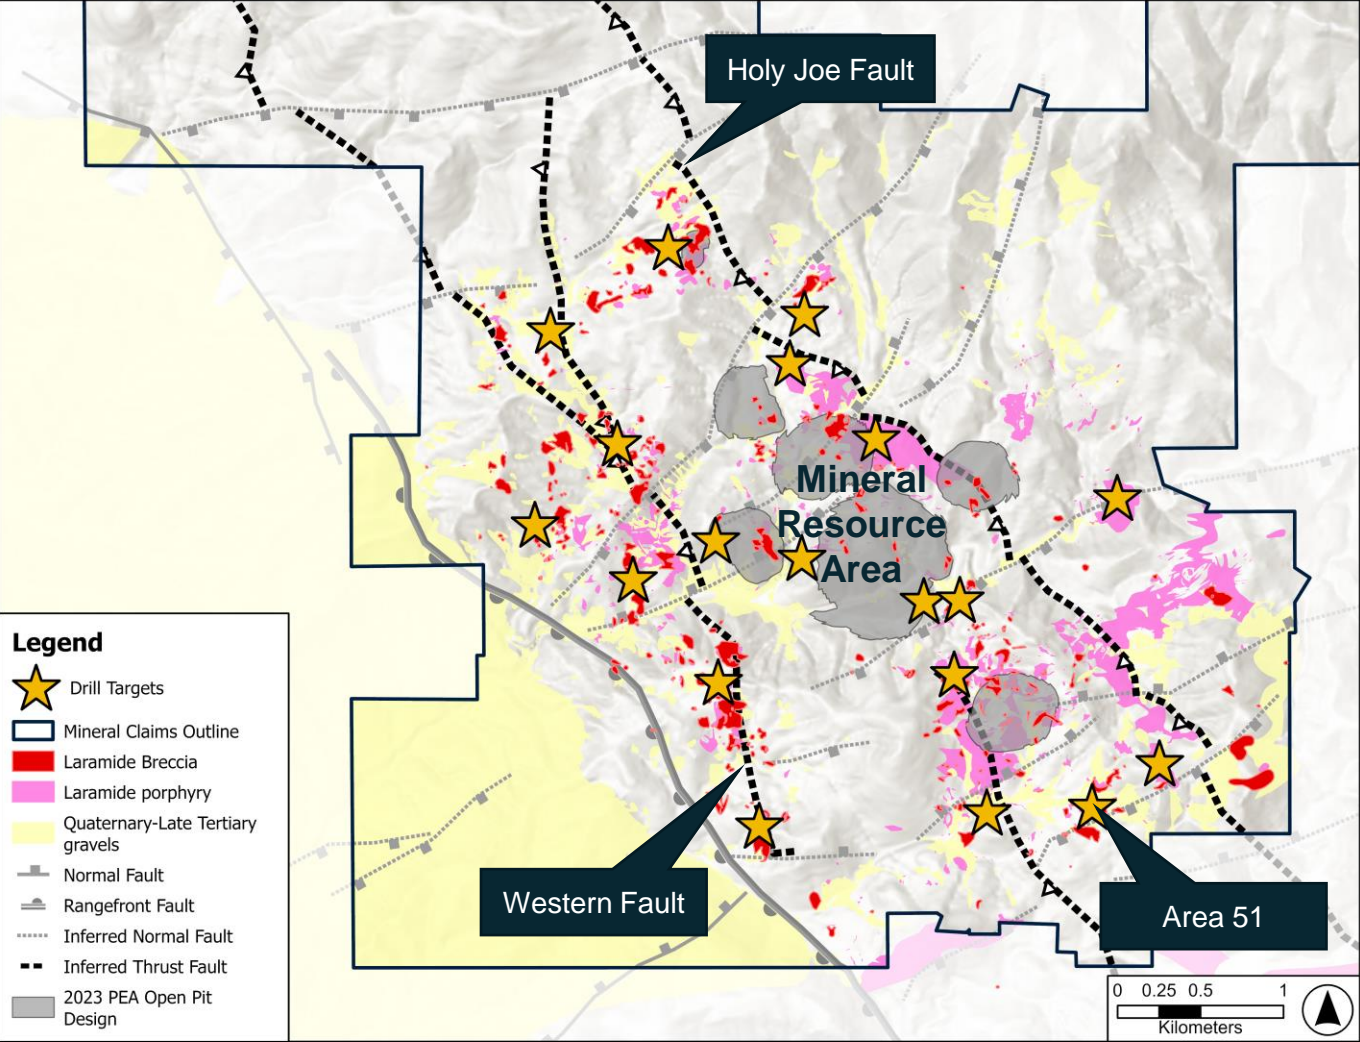 Holy Joe Fault
Mineral
Resource
Area
Western Fault
Area 51
Legend
Drill Targets
Mineral Claims Outline
Laramide Breccia
Laramide porphyry
Quaternary-Late Tertiary
gravels
Normal Fault
Rangefront Fault
Inferred Normal Fault
Inferred Thrust Fault
2023 PEA Open Pit
Design
0 0.25 0.5 1
Kilometers